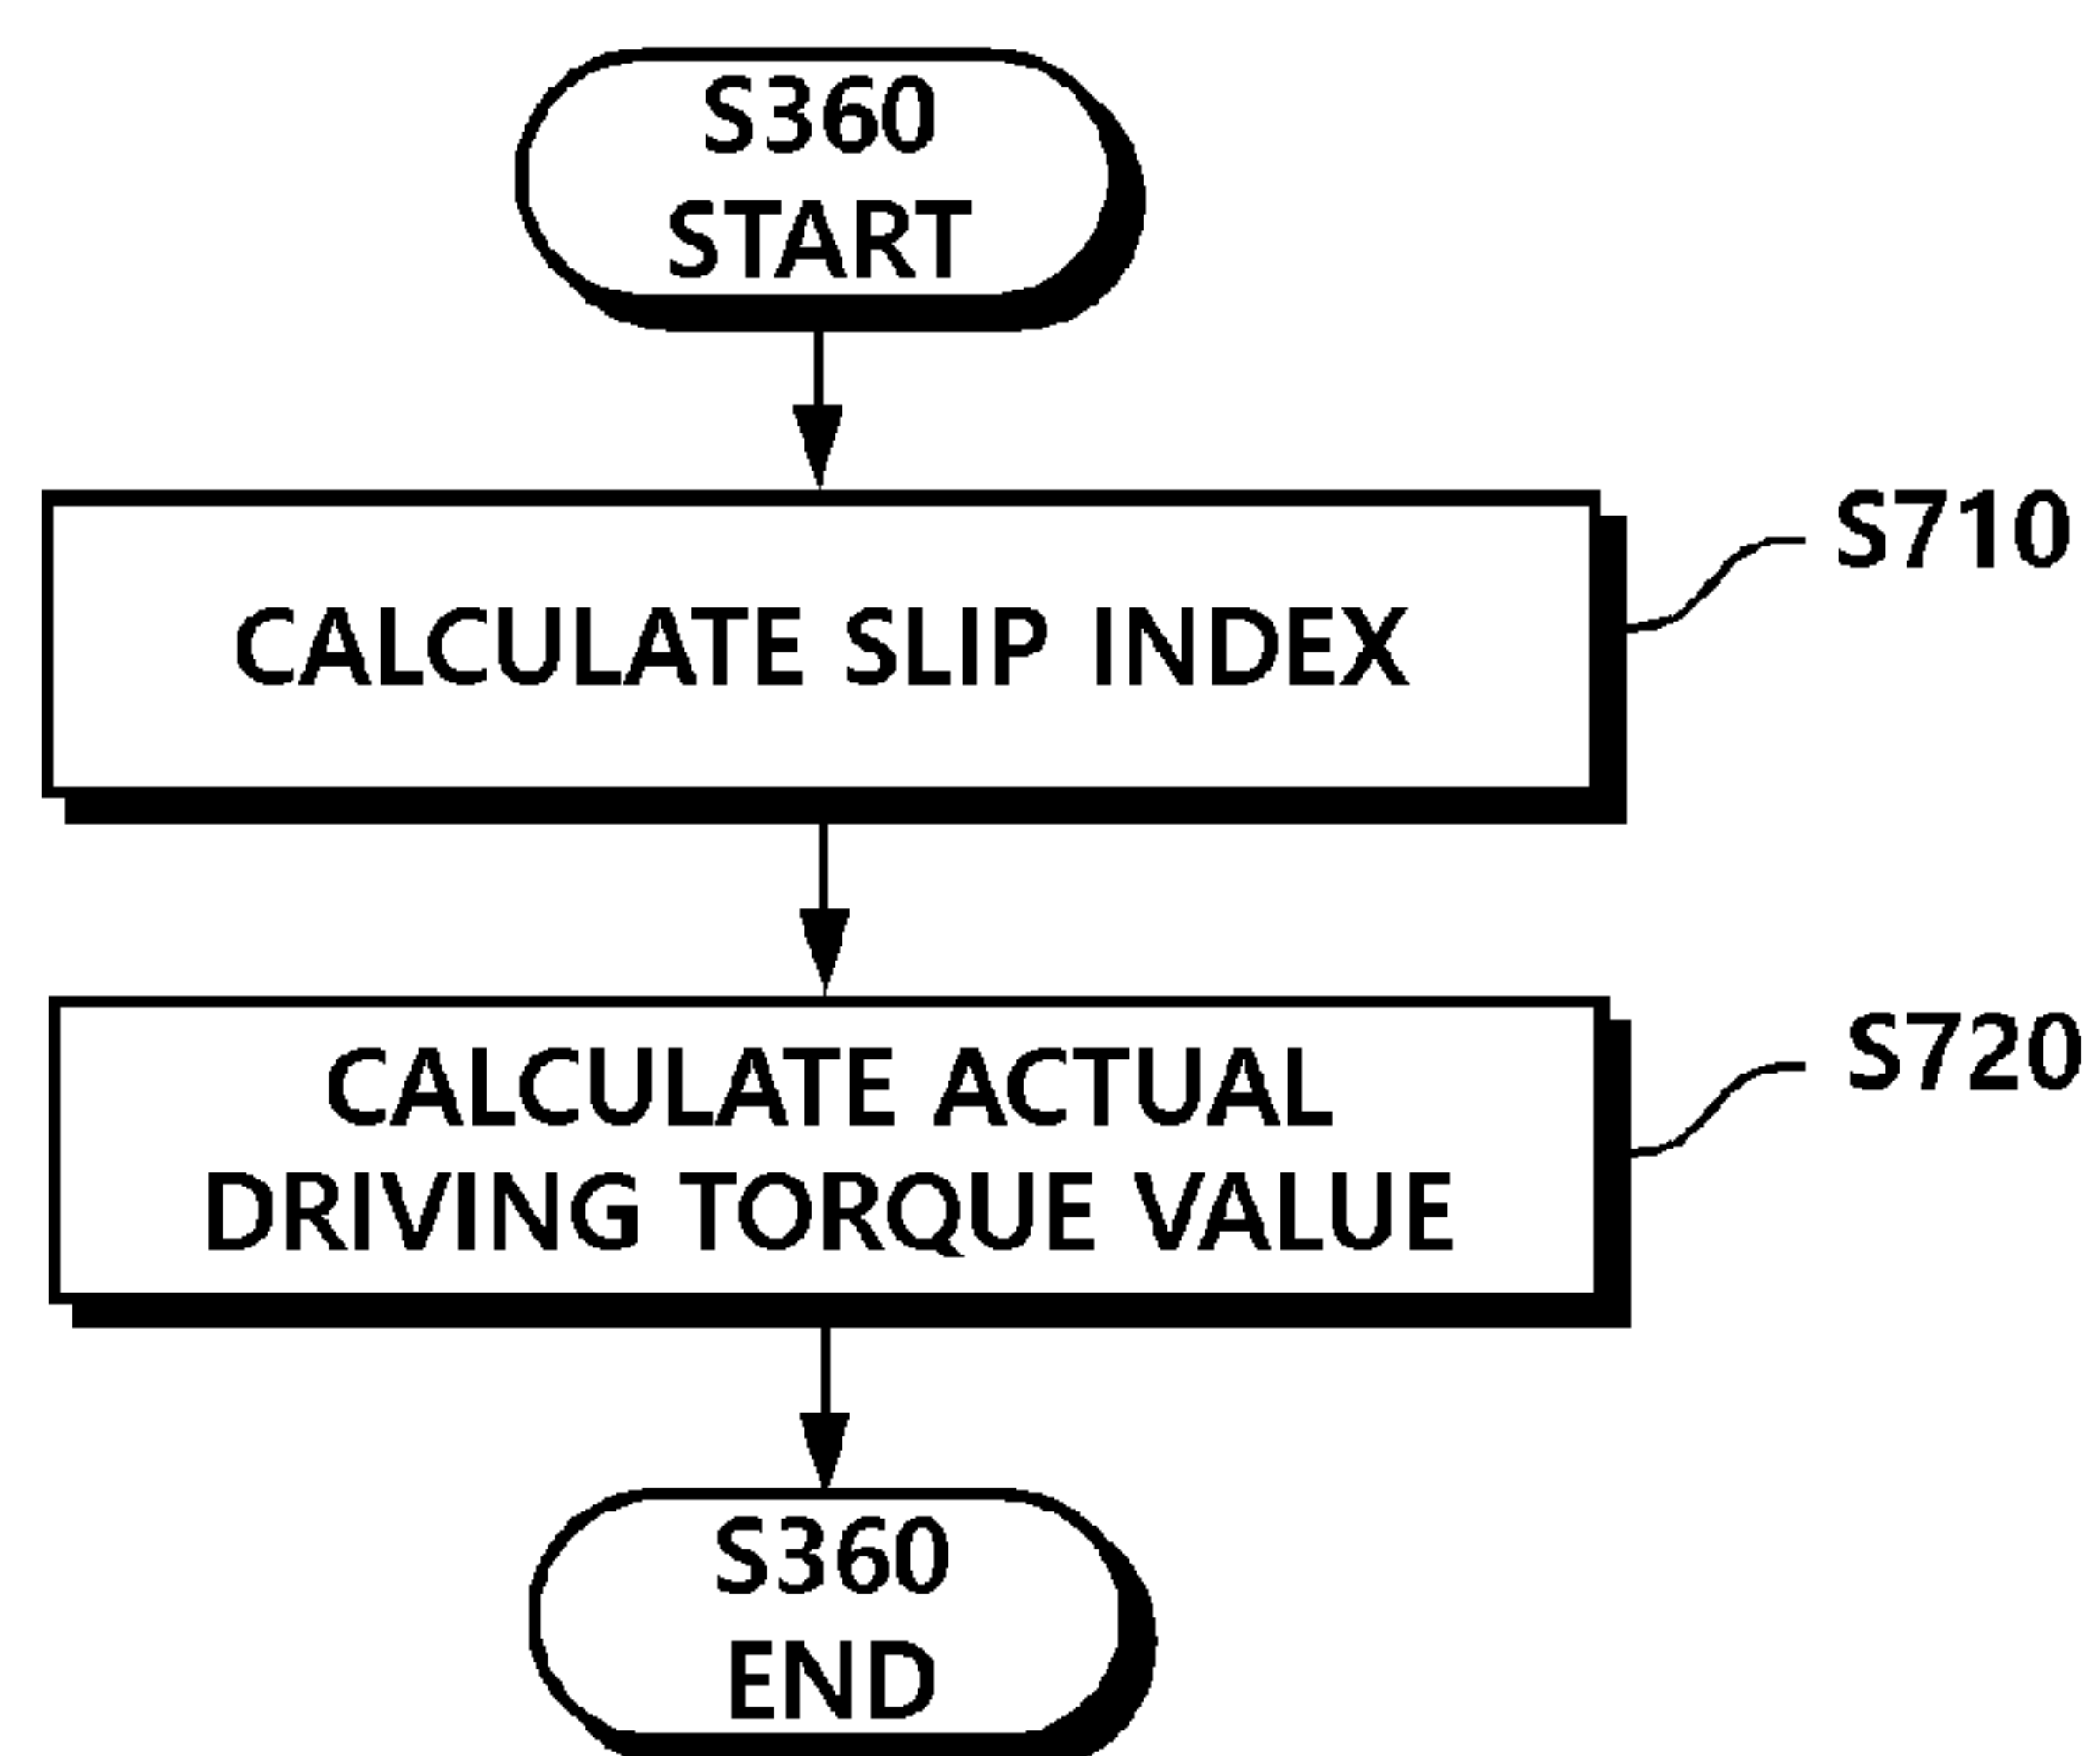 S360
START
CALCULATE SLIP INDEX
S710
CALCULATE ACTUAL
DRIVING TORQUE VALUE
S720
S360
END